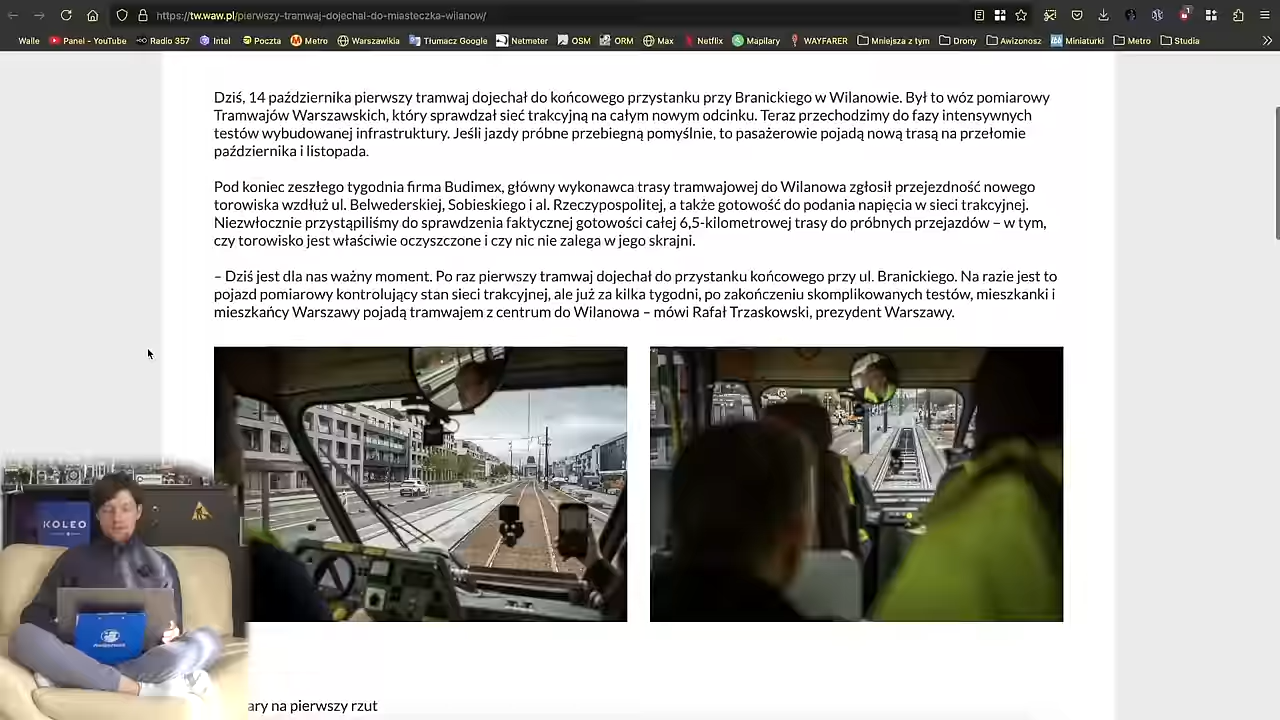 https://tw.waw.pl/pierwszy-tramwaj-dojechal-do-miasteczka-wilanow/
Walle Panel - YouTube Radio 357 Intel Poczta Metro Warszawikia Tłumacz Google Netmeter OSM ORM Max Netflix Mapilary WAYFARER Mniejsza z tym Drony Awizonosz Miniaturki Metro Studia
Dziś, 14 października pierwszy tramwaj dojechał do końcowego przystanku przy Branickiego w Wilanowie. Był to wóz pomiarowy
Tramwajów Warszawskich, który sprawdzał sieć trakcyjną na całym nowym odcinku. Teraz przechodzimy do fazy intensywnych
testów wybudowanej infrastruktury. Jeśli jazdy próbne przebiegną pomyślnie, to pasażerowie pojadą nową trasą na przełomie
października i listopada.
Pod koniec zeszłego tygodnia firma Budimex, główny wykonawca trasy tramwajowej do Wilanowa zgłosił przejezdność nowego
torowiska wzdłuż ul. Belwederskiej, Sobieskiego i al. Rzeczypospolitej, a także gotowość do podania napięcia w sieci trakcyjnej.
Niezwłocznie przystąpiliśmy do sprawdzenia faktycznej gotowości całej 6,5-kilometrowej trasy do próbnych przejazdów – w tym,
czy torowisko jest właściwie oczyszczone i czy nic nie zalega w jego skrajni.
– Dziś jest dla nas ważny moment. Po raz pierwszy tramwaj dojechał do przystanku końcowego przy ul. Branickiego. Na razie jest to
pojazd pomiarowy kontrolujący stan sieci trakcyjnej, ale już za kilka tygodni, po zakończeniu skomplikowanych testów, mieszkanki i
mieszkańcy Warszawy pojadą tramwajem z centrum do Wilanowa – mówi Rafał Trzaskowski, prezydent Warszawy.
KOLEO
ary na pierwszy rzut